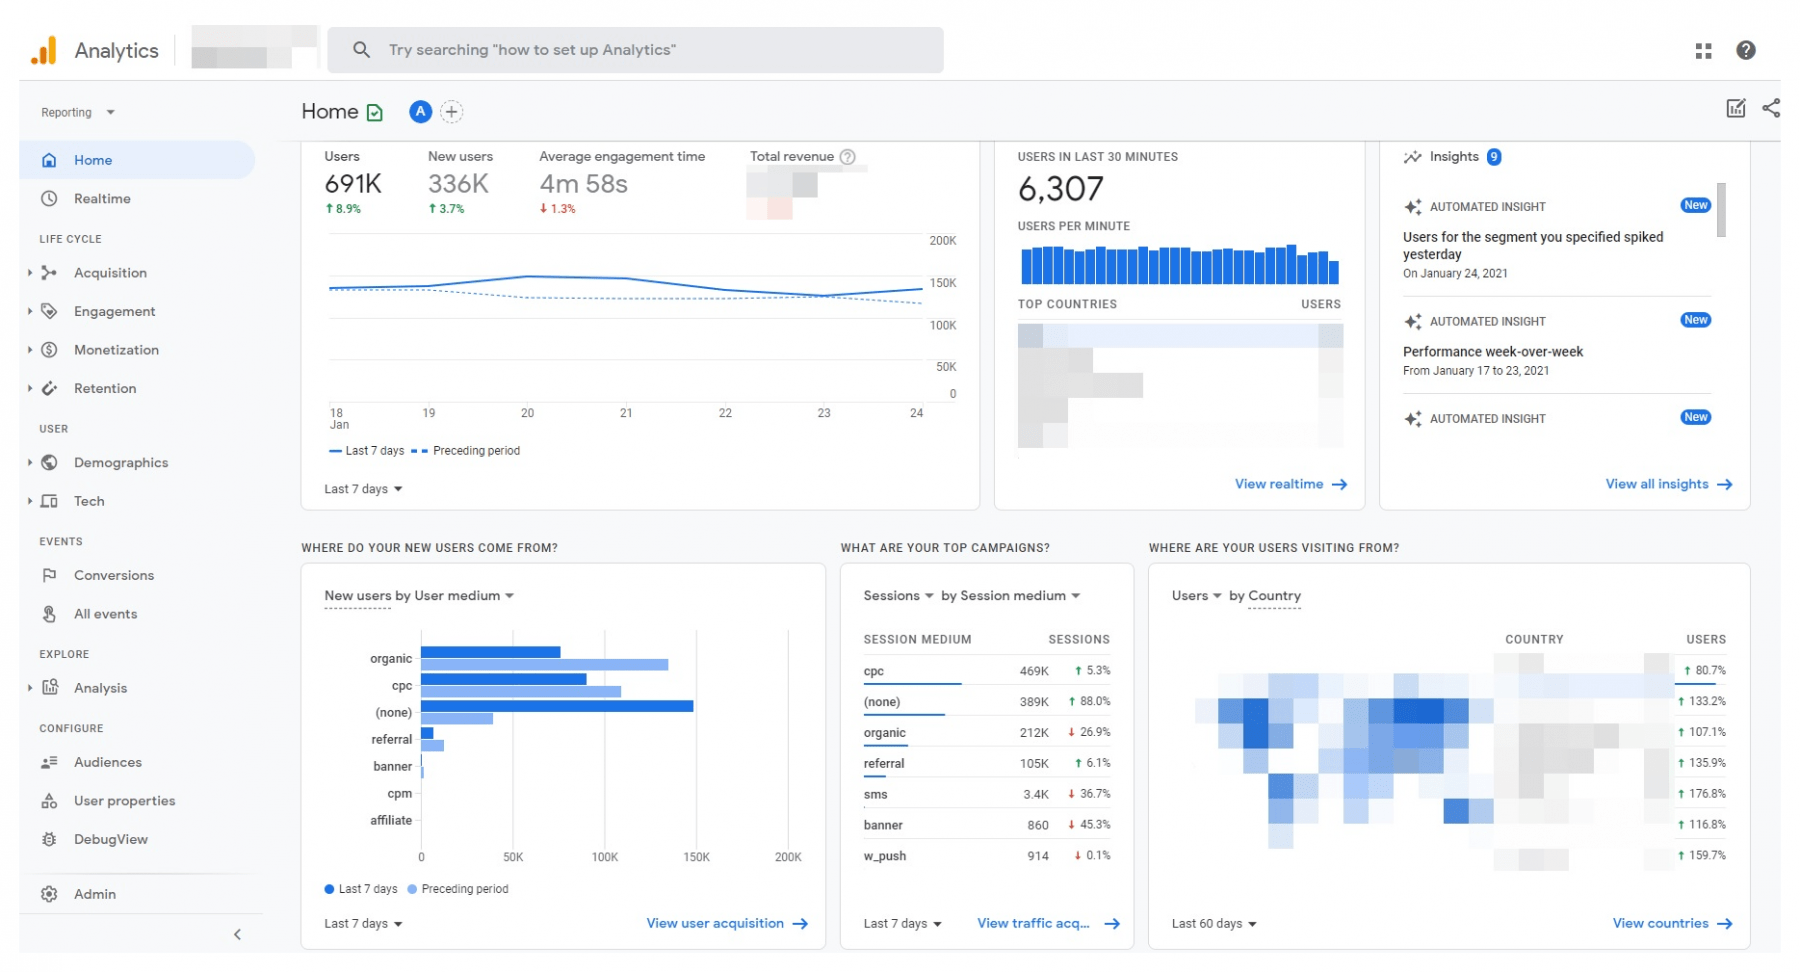 Analytics
Try searching "how to set up Analytics"
Reporting
Home
A
Home
Realtime
LIFE CYCLE
Acquisition
Engagement
Monetization
Retention
USER
Demographics
Tech
EVENTS
Conversions
All events
EXPLORE
Analysis
CONFIGURE
Audiences
User properties
DebugView
Admin
Users New users Average engagement time Total revenue ?
691K 336K 4m 58s
↑ 8.9% ↑ 3.7% ↓ 1.3%
200K
150K
100K
50K
0
18 19 20 21 22 23 24
Jan
Last 7 days Preceding period
Last 7 days
USERS IN LAST 30 MINUTES
6,307
USERS PER MINUTE
TOP COUNTRIES USERS
View realtime →
Insights 9
AUTOMATED INSIGHT New
Users for the segment you specified spiked
yesterday
On January 24, 2021
AUTOMATED INSIGHT New
Performance week-over-week
From January 17 to 23, 2021
AUTOMATED INSIGHT New
View all insights →
WHERE DO YOUR NEW USERS COME FROM?
New users by User medium
organic
cpc
(none)
referral
banner
cpm
affiliate
0 50K 100K 150K 200K
Last 7 days Preceding period
Last 7 days View user acquisition →
WHAT ARE YOUR TOP CAMPAIGNS?
Sessions by Session medium
SESSION MEDIUM SESSIONS
cpc 469K ↑ 5.3%
(none) 389K ↑ 88.0%
organic 212K ↓ 26.9%
referral 105K ↑ 6.1%
sms 3.4K ↓ 36.7%
banner 860 ↓ 45.3%
w_push 914 ↓ 0.1%
Last 7 days View traffic acq... →
WHERE ARE YOUR USERS VISITING FROM?
Users by Country
COUNTRY USERS
↑ 80.7%
↑ 133.2%
↑ 107.1%
↑ 135.9%
↑ 176.8%
↑ 116.8%
↑ 159.7%
Last 60 days View countries →